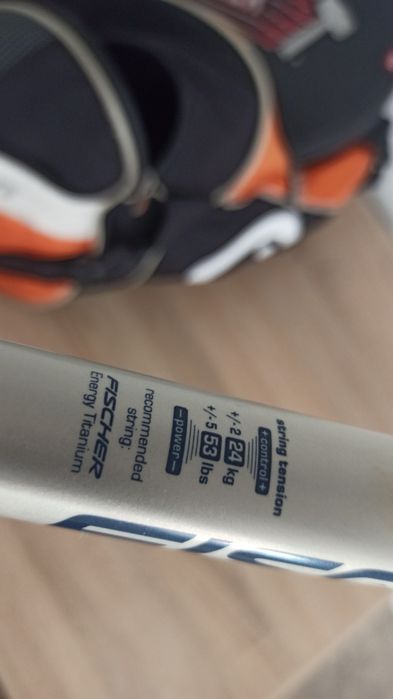 string tension
+control+
+/- 2 24 kg
+/- 5 53 lbs
-power-
recommended
string:
FISCHER
Energy Titanium